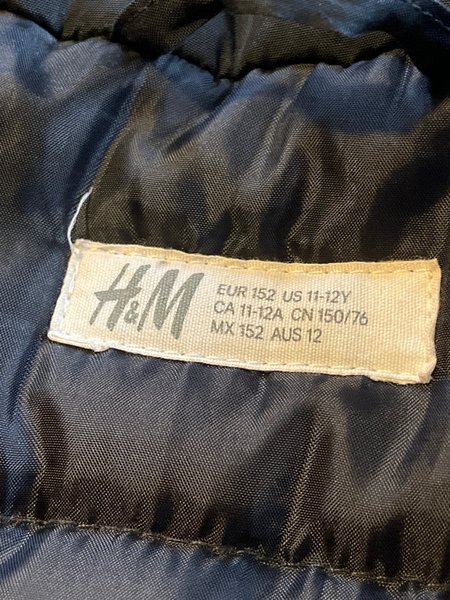 H&M
EUR 152 US 11-12Y
CA 11-12A CN 150/76
MX 152 AUS 12